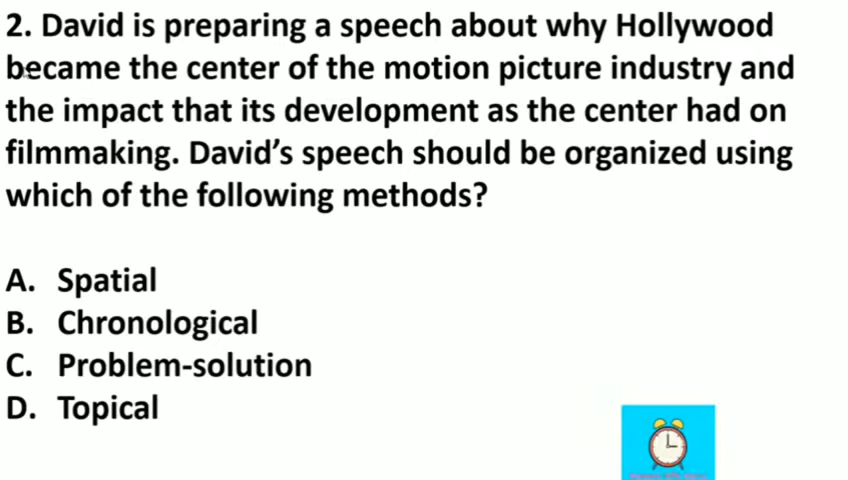 2. David is preparing a speech about why Hollywood
became the center of the motion picture industry and
the impact that its development as the center had on
filmmaking. David's speech should be organized using
which of the following methods?
A. Spatial
B. Chronological
C. Problem-solution
D. Topical